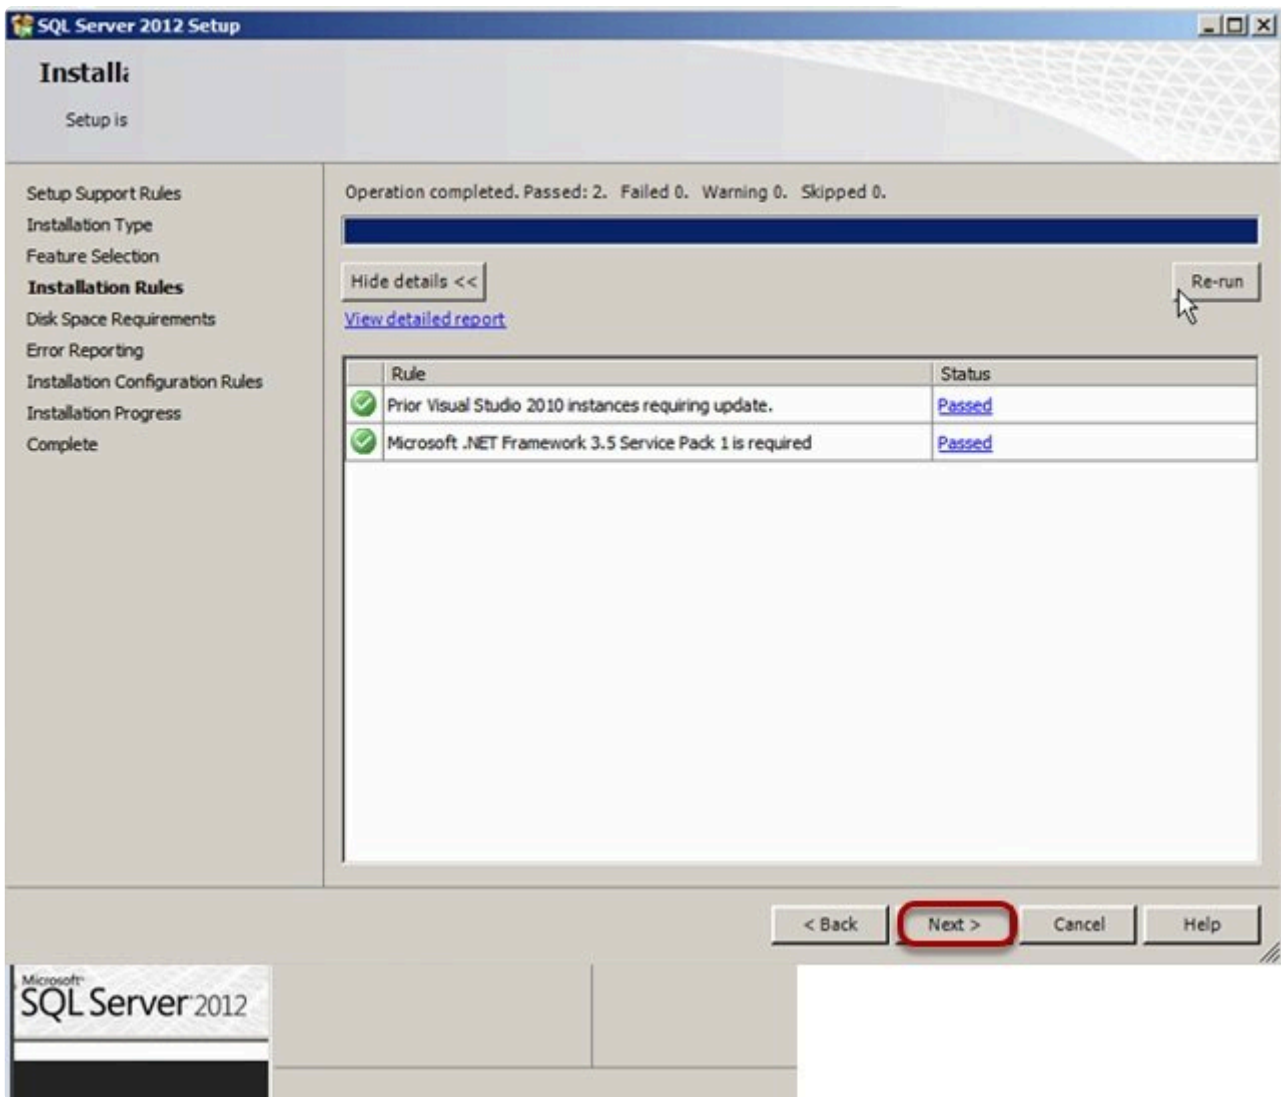 SQL Server 2012 Setup
Installa
Setup is
Setup Support Rules
Installation Type
Feature Selection
Installation Rules
Disk Space Requirements
Error Reporting
Installation Configuration Rules
Installation Progress
Complete
Operation completed. Passed: 2. Failed 0. Warning 0. Skipped 0.
Hide details <<
Re-run
View detailed report
Rule Status
Prior Visual Studio 2010 instances requiring update. Passed
Microsoft .NET Framework 3.5 Service Pack 1 is required Passed
< Back Next > Cancel Help
Microsoft
SQL Server 2012